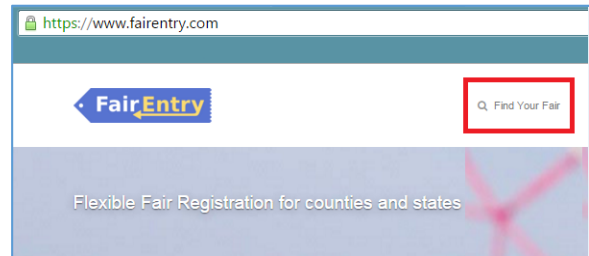 https://www.fairentry.com
FairEntry
Find Your Fair
Flexible Fair Registration for counties and states